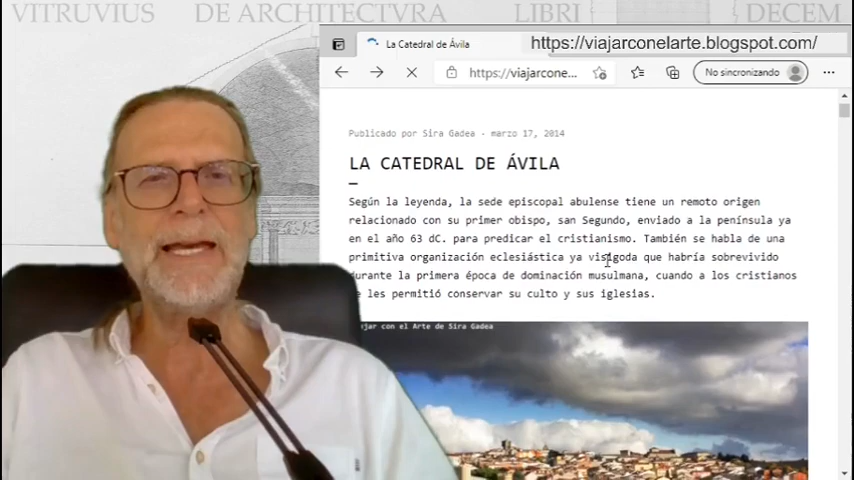 VITRUVIUS DE ARCHITECTVRA LIBRI DECEM
La Catedral de Ávila
https://viajarconelarte.blogspot.com/
https://viajarcone...
No sincronizando
Publicado por Sira Gadea - marzo 17, 2014
LA CATEDRAL DE ÁVILA
Según la leyenda, la sede episcopal abulense tiene un remoto origen
relacionado con su primer obispo, san Segundo, enviado a la península ya
en el año 63 dC. para predicar el cristianismo. También se habla de una
primitiva organización eclesiástica ya visigoda que habría sobrevivido
durante la primera época de dominación musulmana, cuando a los cristianos
les permitió conservar su culto y sus iglesias.
con el Arte de Sira Gadea